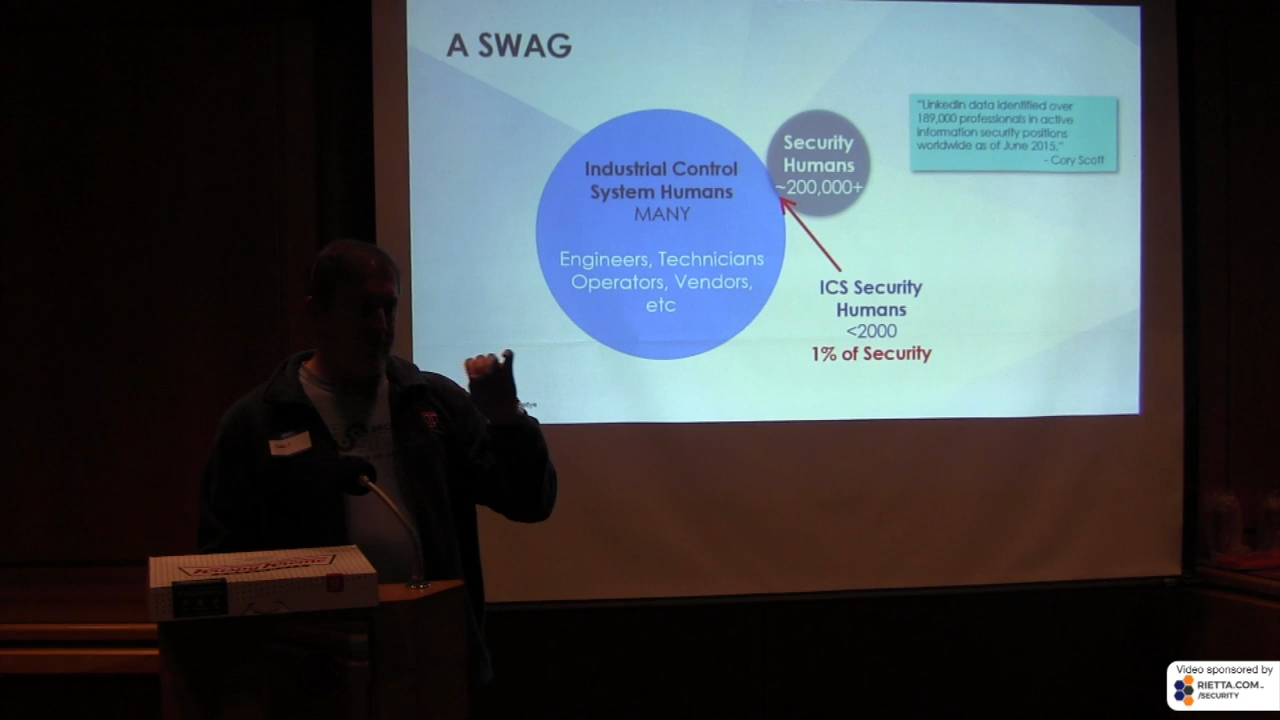 A SWAG
Industrial Control
System Humans
MANY
Engineers, Technicians
Operators, Vendors,
etc
Security
Humans
~200,000+
"LinkedIn data identified over
189,000 professionals in active
information security positions
worldwide as of June 2015."
- Cory Scott
ICS Security
Humans
<2000
1% of Security
Krispy Kreme
Video sponsored by
RIETTA.COM
/SECURITY